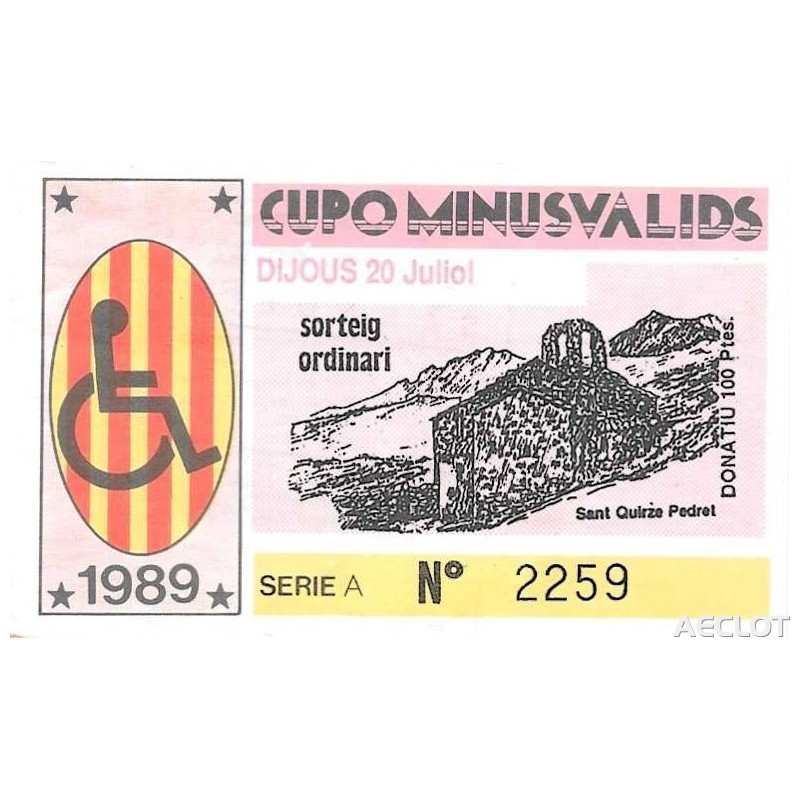 CUPO MINUSVALIDS
DIJOUS 20 Juliol
sorteig
ordinari
DONATIU 100 Ptes.
Sant Quirze Pedret
1989
SERIE A Nº 2259
AECLOT